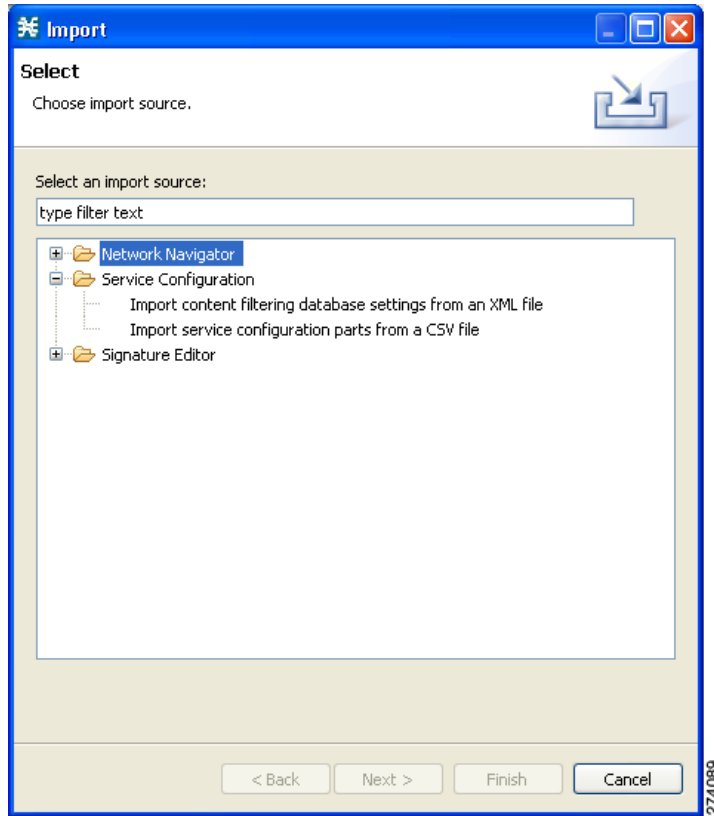 Import
Select
Choose import source.
Select an import source:
type filter text
Network Navigator
Service Configuration
Import content filtering database settings from an XML file
Import service configuration parts from a CSV file
Signature Editor
< Back
Next >
Finish
Cancel
274089